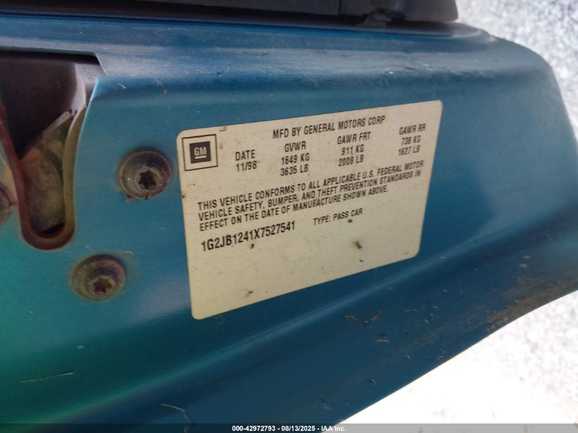 MFD BY GENERAL MOTORS CORP
GM DATE GVWR GAWR FRT GAWR RR
11/98 1649 KG 911 KG 738 KG
3635 LB 2008 LB 1627 LB
THIS VEHICLE CONFORMS TO ALL APPLICABLE U.S. FEDERAL MOTOR
VEHICLE SAFETY, BUMPER, AND THEFT PREVENTION STANDARDS IN
EFFECT ON THE DATE OF MANUFACTURE SHOWN ABOVE.
1G2JB1241X7527541 TYPE: PASS CAR
000-42972793 - 08/13/2025 - IAA Inc.